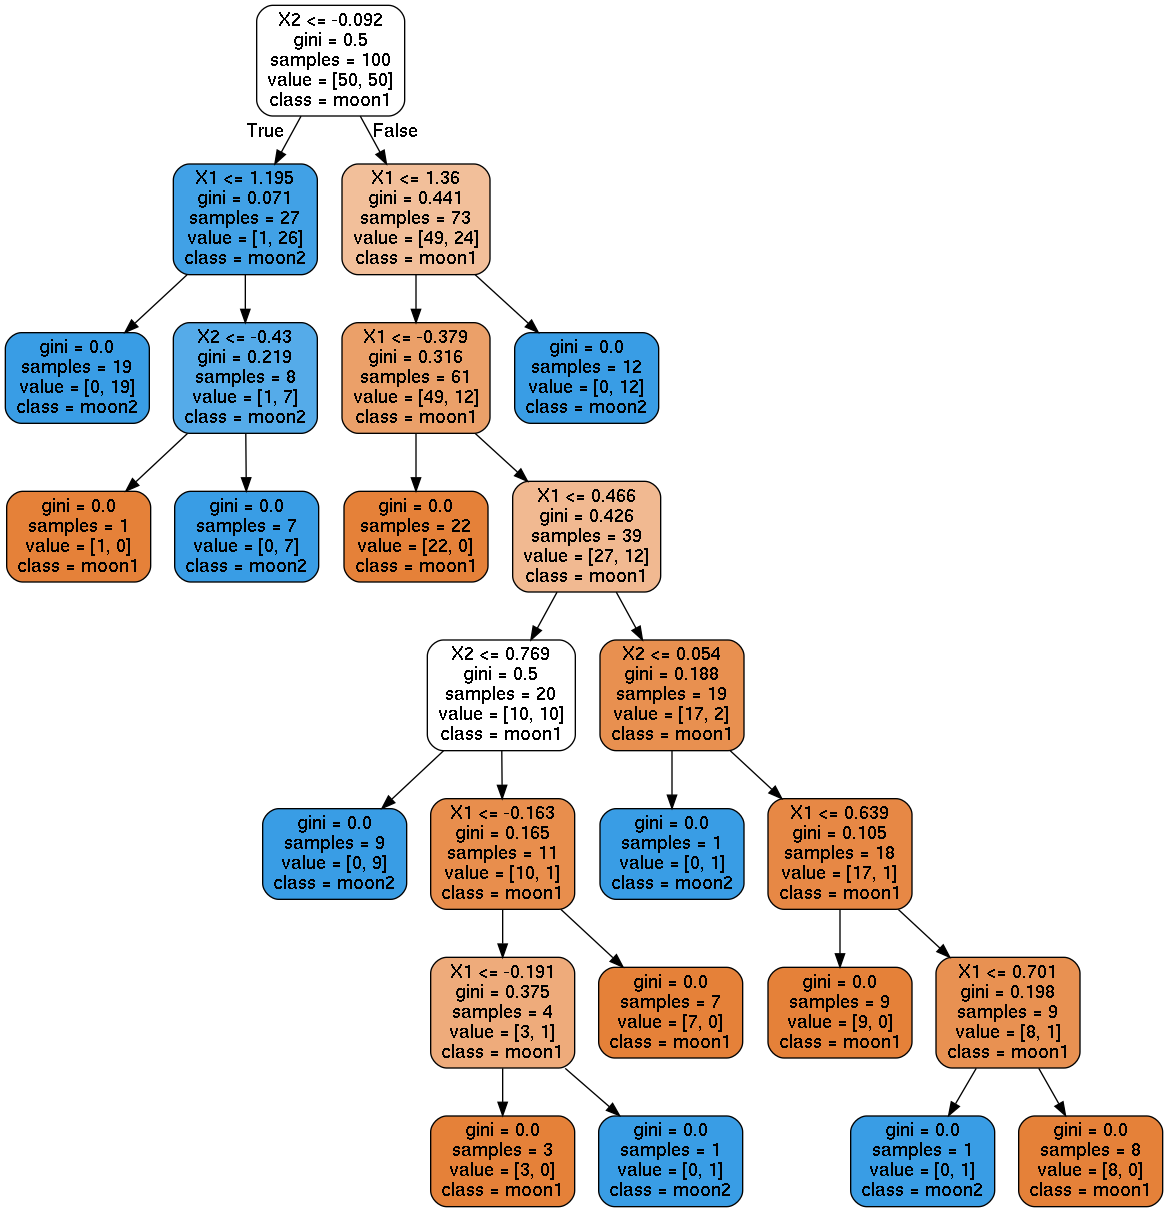 X2 <= -0.092
gini = 0.5
samples = 100
value = [50, 50]
class = moon1
True
False
X1 <= 1.195
gini = 0.071
samples = 27
value = [1, 26]
class = moon2
X1 <= 1.36
gini = 0.441
samples = 73
value = [49, 24]
class = moon1
gini = 0.0
samples = 19
value = [0, 19]
class = moon2
X2 <= -0.43
gini = 0.219
samples = 8
value = [1, 7]
class = moon2
X1 <= -0.379
gini = 0.316
samples = 61
value = [49, 12]
class = moon1
gini = 0.0
samples = 12
value = [0, 12]
class = moon2
gini = 0.0
samples = 1
value = [1, 0]
class = moon1
gini = 0.0
samples = 7
value = [0, 7]
class = moon2
gini = 0.0
samples = 22
value = [22, 0]
class = moon1
X1 <= 0.466
gini = 0.426
samples = 39
value = [27, 12]
class = moon1
X2 <= 0.769
gini = 0.5
samples = 20
value = [10, 10]
class = moon1
X2 <= 0.054
gini = 0.188
samples = 19
value = [17, 2]
class = moon1
gini = 0.0
samples = 9
value = [0, 9]
class = moon2
X1 <= -0.163
gini = 0.165
samples = 11
value = [10, 1]
class = moon1
gini = 0.0
samples = 1
value = [0, 1]
class = moon2
X1 <= 0.639
gini = 0.105
samples = 18
value = [17, 1]
class = moon1
X1 <= -0.191
gini = 0.375
samples = 4
value = [3, 1]
class = moon1
gini = 0.0
samples = 7
value = [7, 0]
class = moon1
gini = 0.0
samples = 9
value = [9, 0]
class = moon1
X1 <= 0.701
gini = 0.198
samples = 9
value = [8, 1]
class = moon1
gini = 0.0
samples = 3
value = [3, 0]
class = moon1
gini = 0.0
samples = 1
value = [0, 1]
class = moon2
gini = 0.0
samples = 1
value = [0, 1]
class = moon2
gini = 0.0
samples = 8
value = [8, 0]
class = moon1